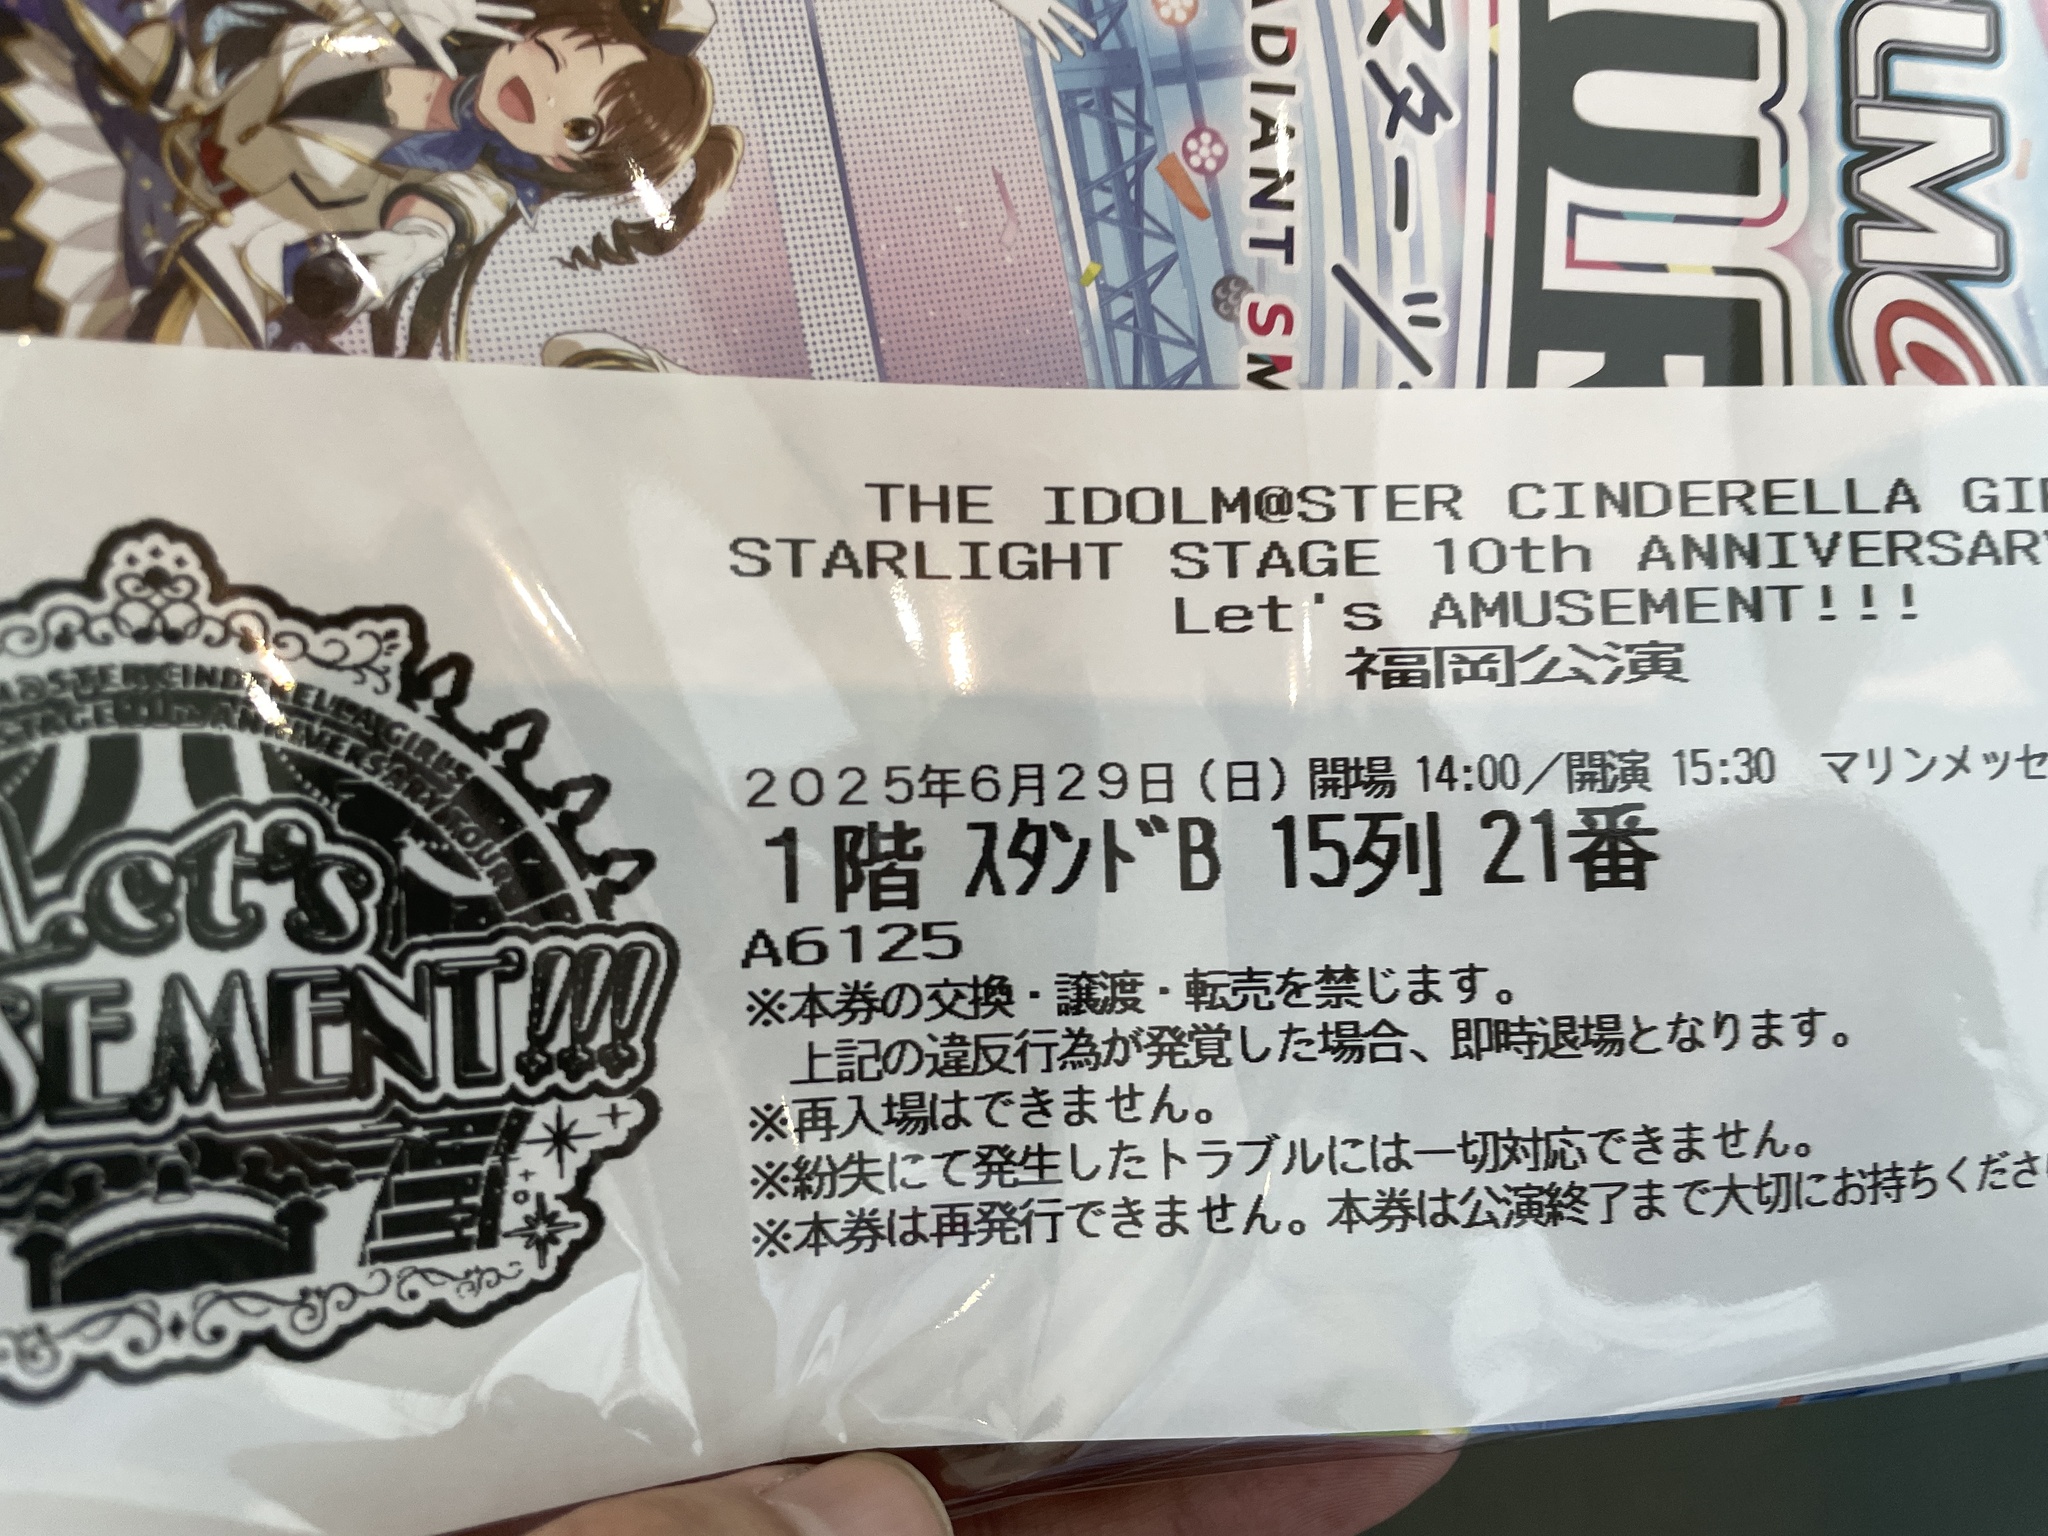 ADIANT SM
スター
THE IDOLM@STER CINDERELLA
STARLIGHT STAGE 10th ANNIVERSARY
Let's AMUSEMENT!!!
福岡公演
2025年6月29日(日)開場 14:00/開演 15:30 マリンメッセ
1階 スタンドB 15列 21番
A6125
※本券の交換・譲渡・転売を禁じます。
上記の違反行為が発覚した場合、即時退場となります。
※再入場はできません。
※紛失にて発生したトラブルには一切対応できません。
※本券は再発行できません。本券は公演終了まで大切にお持ちくださ
Let's
SEMENT!!!